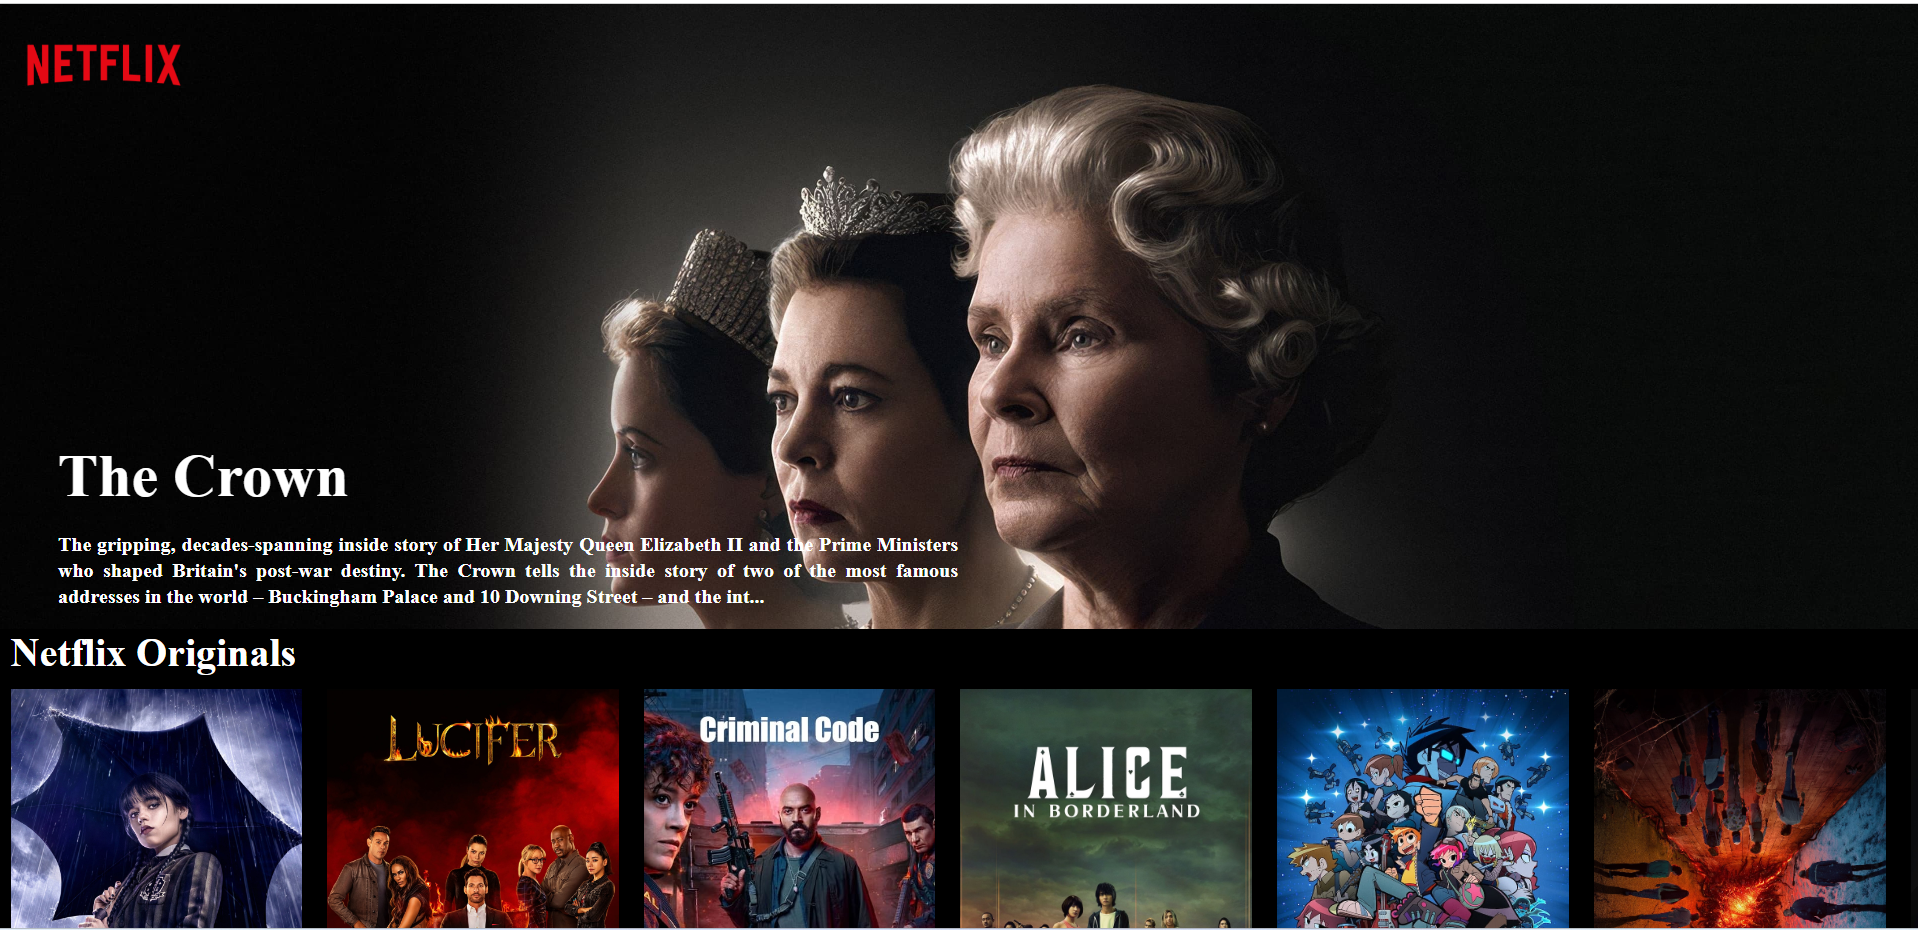 NETFLIX
The Crown
The gripping, decades-spanning inside story of Her Majesty Queen Elizabeth II and the Prime Ministers
who shaped Britain's post-war destiny. The Crown tells the inside story of two of the most famous
addresses in the world – Buckingham Palace and 10 Downing Street – and the int...
Netflix Originals
LUCIFER
Criminal Code
ALICE
IN BORDERLAND